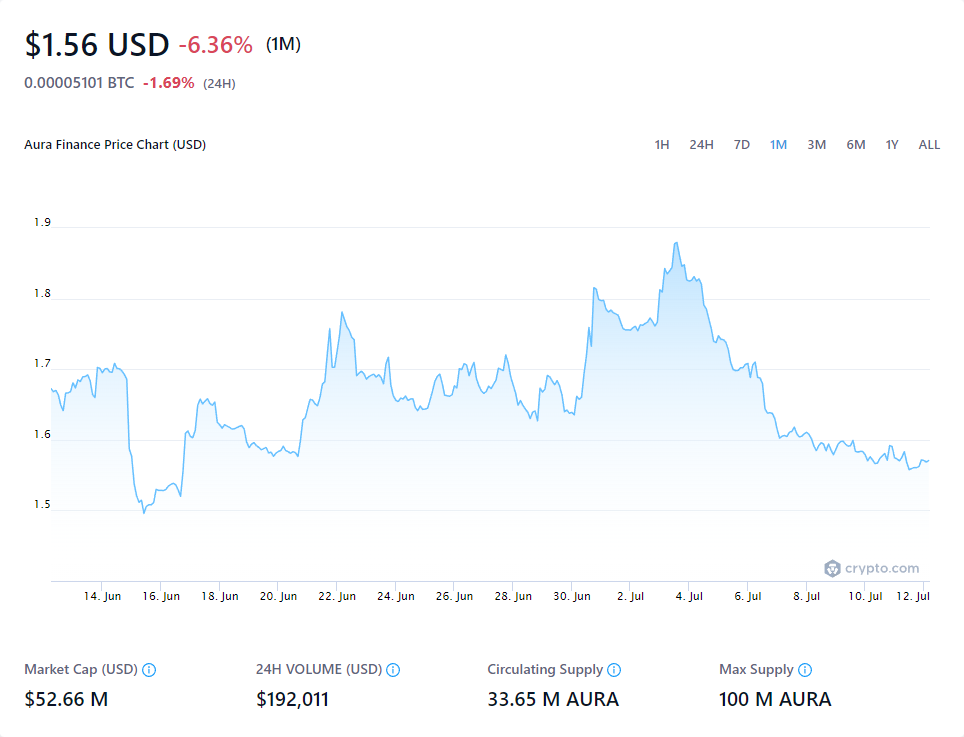 $1.56 USD -6.36% (1M)
0.00005101 BTC -1.69% (24H)
Aura Finance Price Chart (USD) 1H 24H 7D 1M 3M 6M 1Y ALL
1.9
1.8
1.7
1.6
1.5
crypto.com
14. Jun 16. Jun 18. Jun 20. Jun 22. Jun 24. Jun 26. Jun 28. Jun 30. Jun 2. Jul 4. Jul 6. Jul 8. Jul 10. Jul 12. Jul
Market Cap (USD) 24H VOLUME (USD) Circulating Supply Max Supply
$52.66 M $192,011 33.65 M AURA 100 M AURA